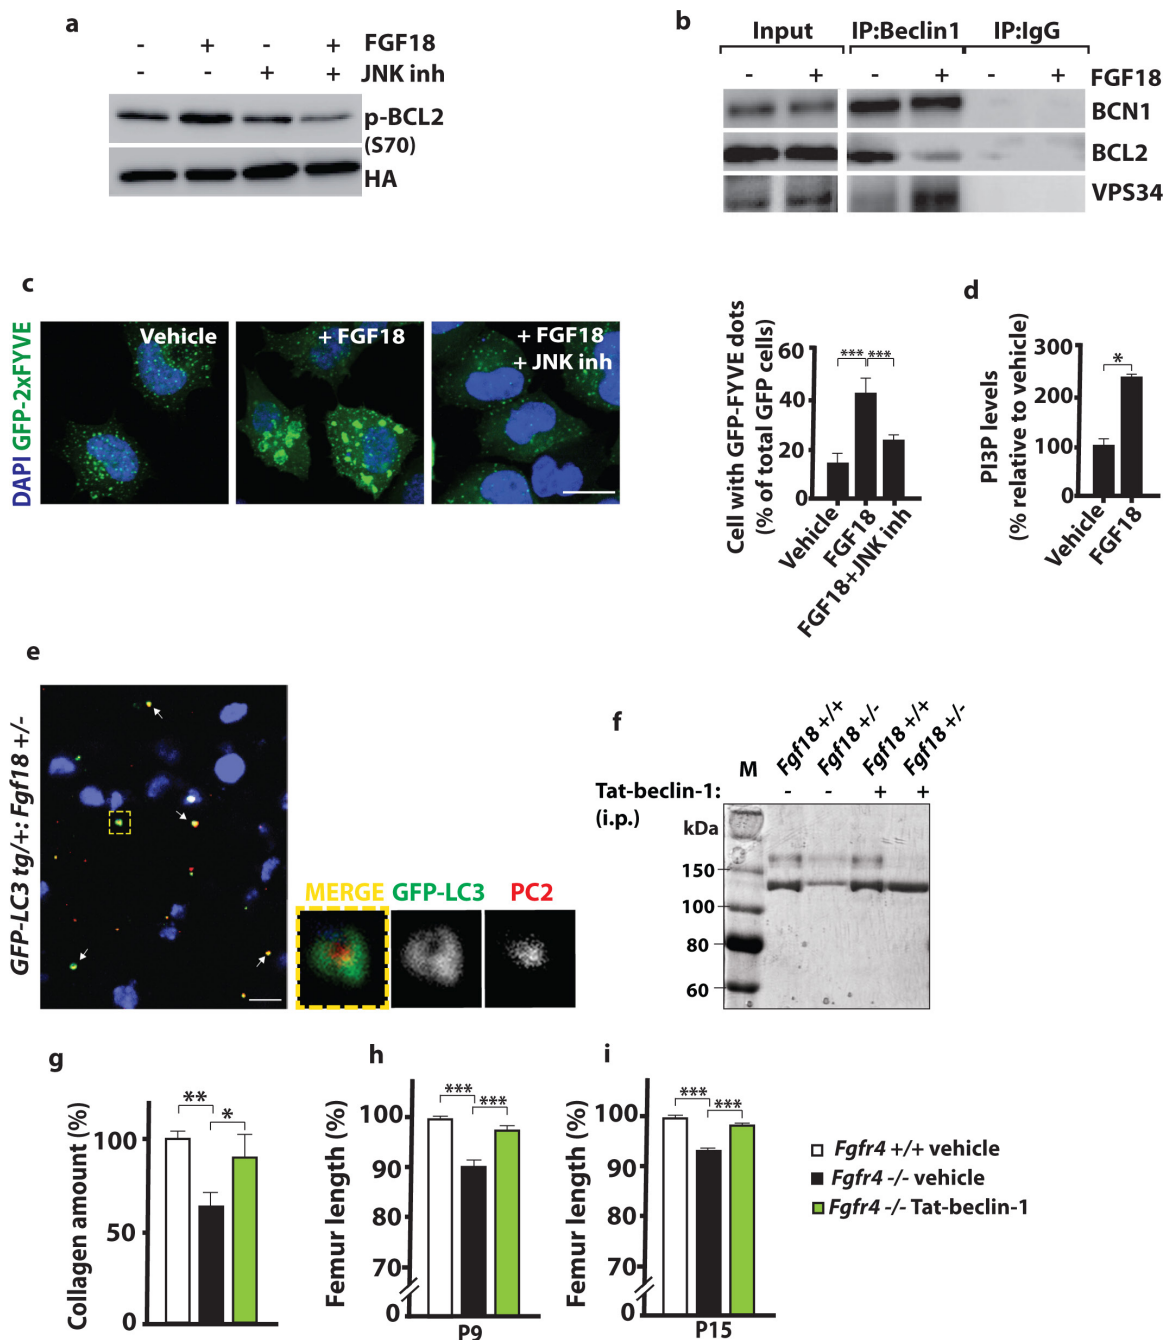 a
- + - + FGF18
- - + + JNK inh
p-BCL2
(S70)
HA
b
Input IP:Beclin1 IP:IgG
- + - + - + FGF18
BCN1
BCL2
VPS34
c
DAPI GFP-2xFYVE
Vehicle
+ FGF18
+ FGF18
+ JNK inh
Cell with GFP-FYVE dots
(% of total GFP cells)
60
40
20
0
*** ***
Vehicle
FGF18
FGF18+JNK inh
d
PI3P levels
(% relative to vehicle)
300
200
100
0
*
Vehicle
FGF18
e
GFP-LC3 tg/+: Fgf18 +/-
MERGE GFP-LC3 PC2
f
M Fgf18 +/+ Fgf18 +/- Fgf18 +/+ Fgf18 +/-
Tat-beclin-1: - - + +
(i.p.)
kDa
150
100
80
60
g
Collagen amount (%)
100
50
0
**
*
h
Femur length (%)
100
90
80
70
0
*** ***
P9
i
Femur length (%)
100
90
80
70
0
*** ***
P15
Fgfr4 +/+ vehicle
Fgfr4 -/- vehicle
Fgfr4 -/- Tat-beclin-1